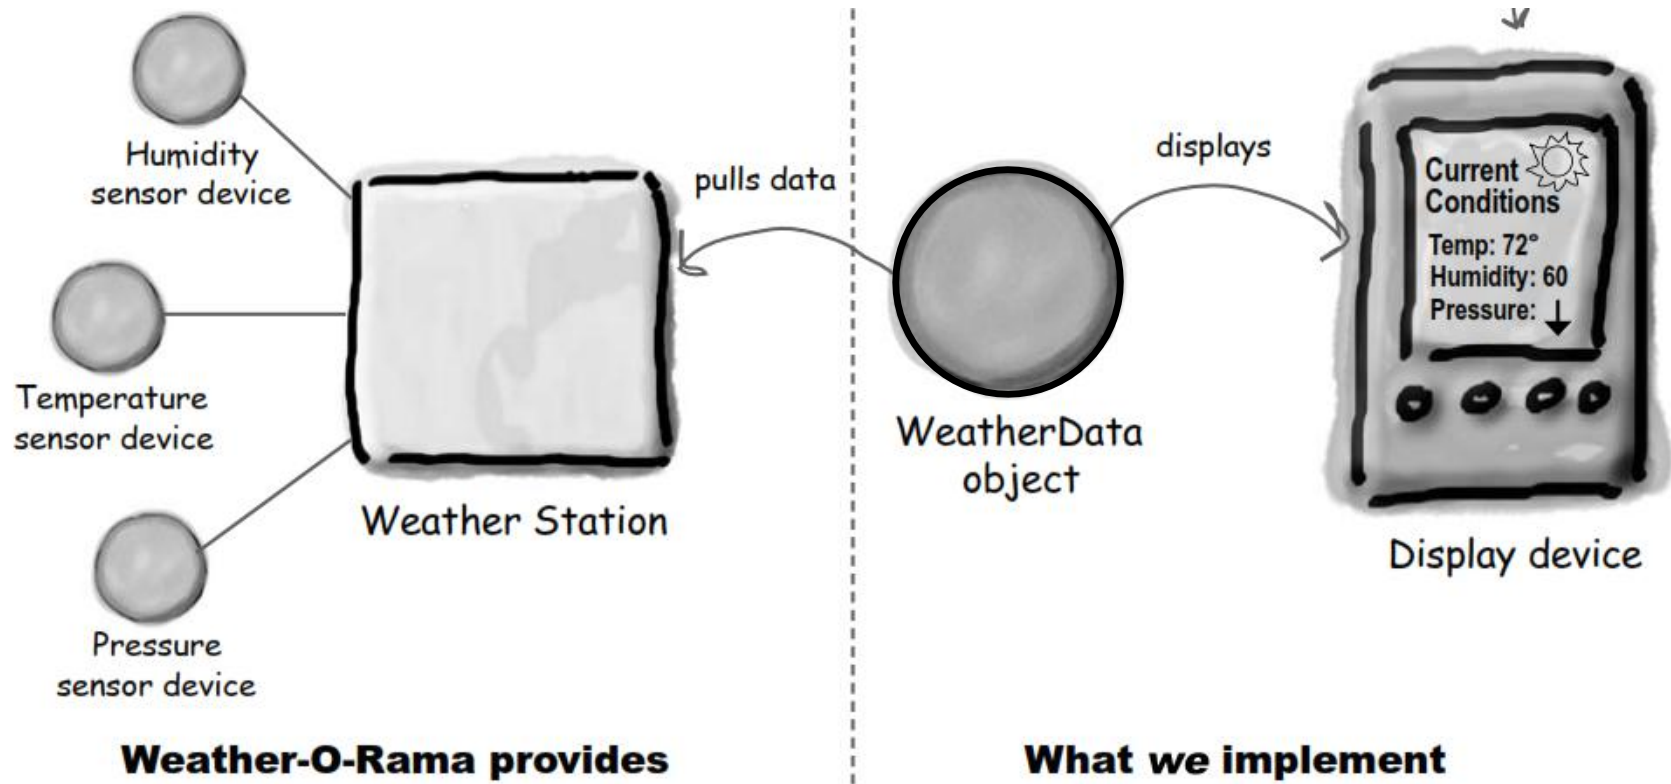 Humidity
sensor device
Temperature
sensor device
Pressure
sensor device
Weather Station
pulls data
Weather-O-Rama provides
WeatherData
object
displays
Current
Conditions
Temp: 72°
Humidity: 60
Pressure:
Display device
What we implement